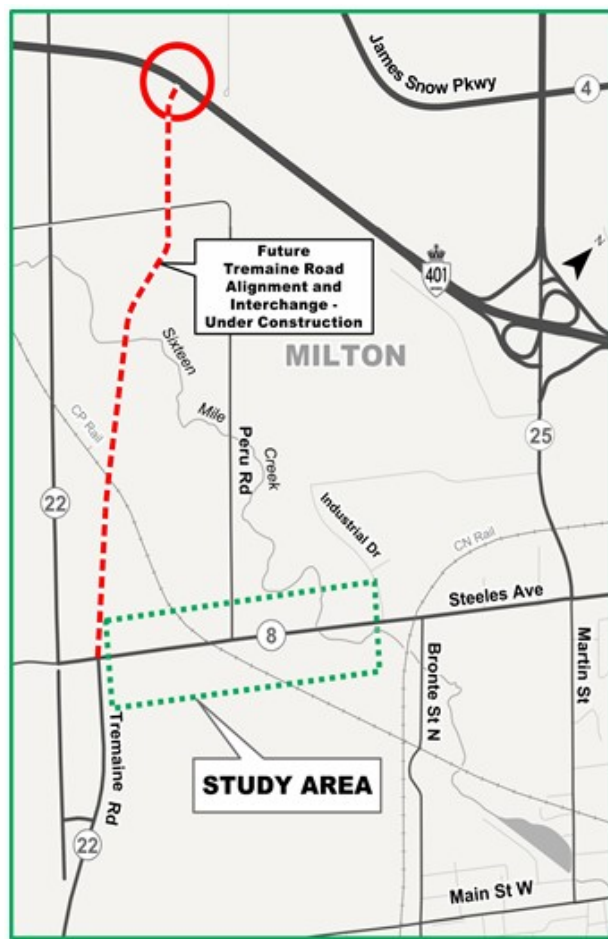 James Snow Pkwy
4
Future
Tremaine Road
Alignment and
Interchange -
Under Construction
401
N
MILTON
Sixteen
Mile
Creek
CP Rail
Peru Rd
25
22
Industrial Dr
CN Rail
Steeles Ave
8
Bronte St N
Martin St
Tremaine Rd
STUDY AREA
22
Main St W